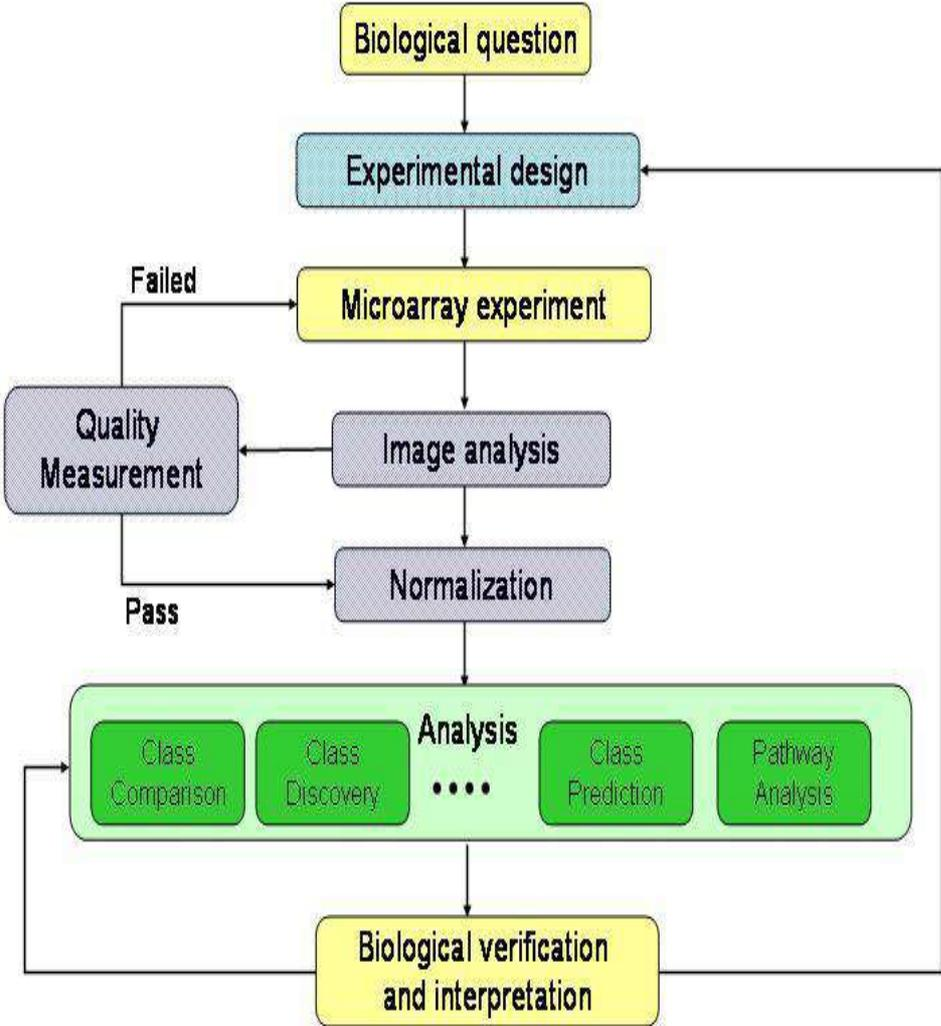 Biological question
Experimental design
Failed
Microarray experiment
Quality
Measurement
Image analysis
Normalization
Pass
Analysis
Class
Comparison
Class
Discovery
....
Class
Prediction
Pathway
Analysis
Biological verification
and interpretation